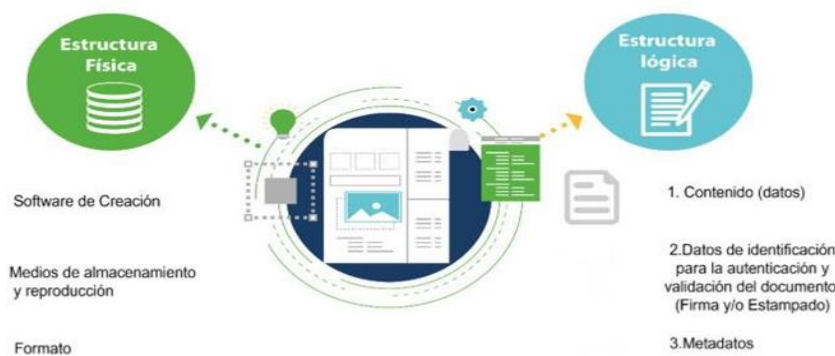 Estructura
Física
Estructura
lógica
Software de Creación
Medios de almacenamiento
y reproducción
Formato
1. Contenido (datos)
2.Datos de identificación
para la autenticación y
validación del documento
(Firma y/o Estampado)
3.Metadatos